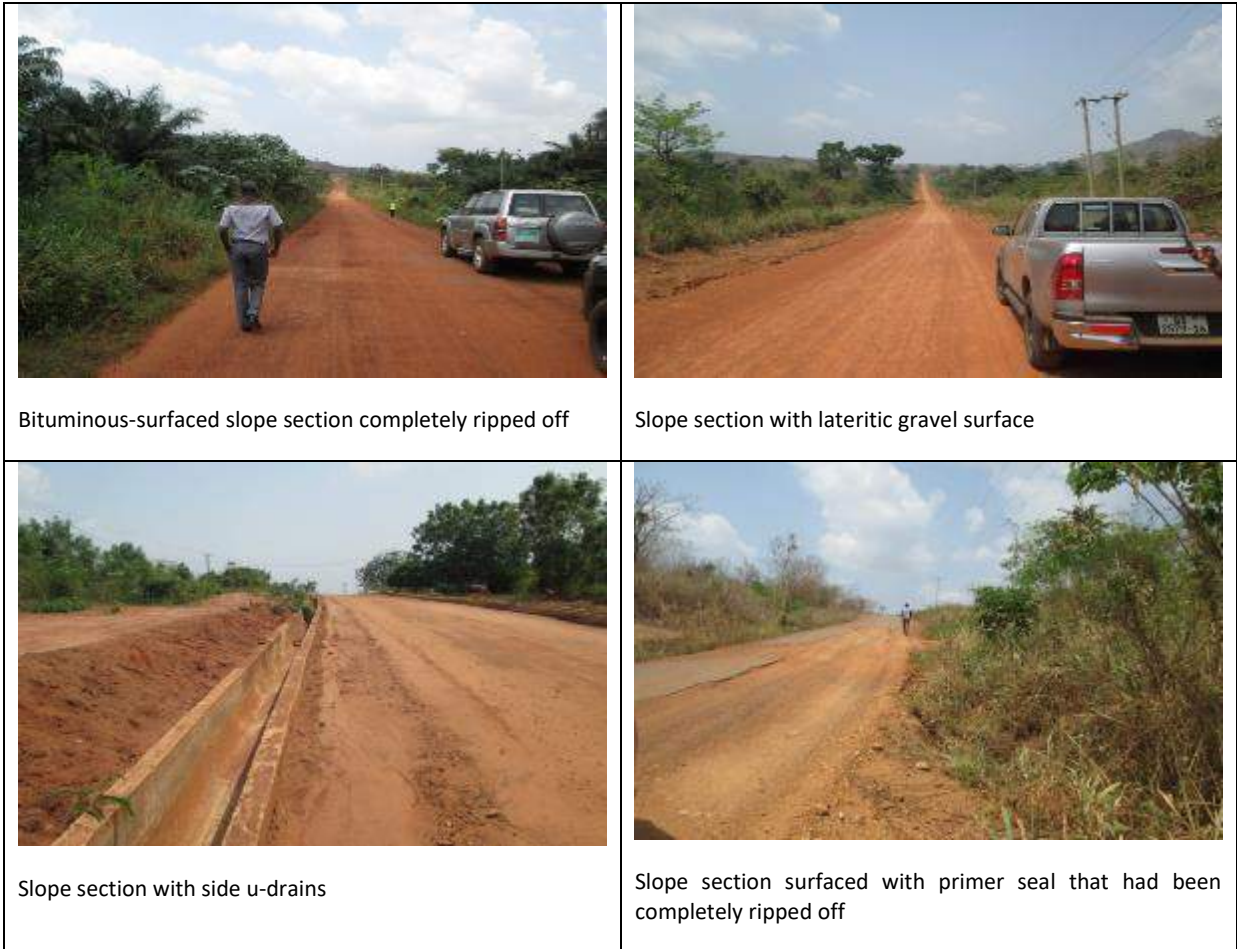 Bituminous-surfaced slope section completely ripped off
Slope section with lateritic gravel surface
Slope section with side u-drains
Slope section surfaced with primer seal that had been
completely ripped off